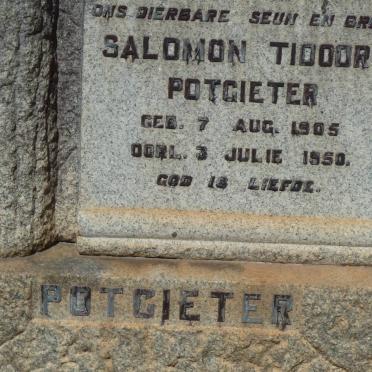 ONS DIERBARE SEUN EN BR
SALOMON TIDOOR
POTGIETER
GEB. 7 AUG. 1905
OORL. 3 JULIE 1950.
GOD IS LIEFDE.
POTGIETER